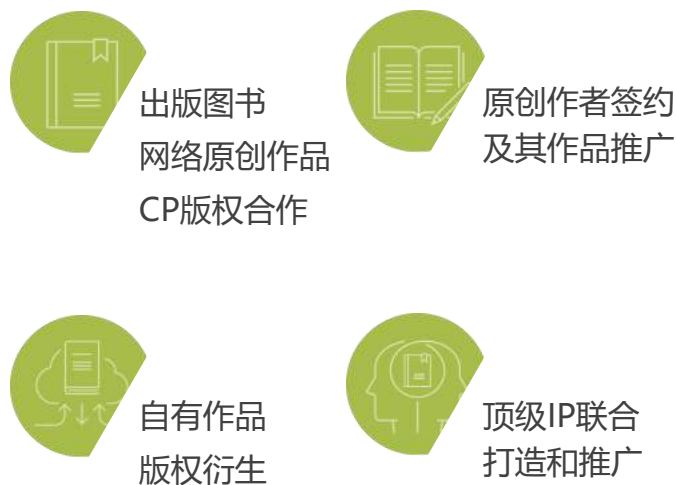 出版图书
网络原创作品
CP版权合作
原创作者签约
及其作品推广
自有作品
版权衍生
顶级IP联合
打造和推广